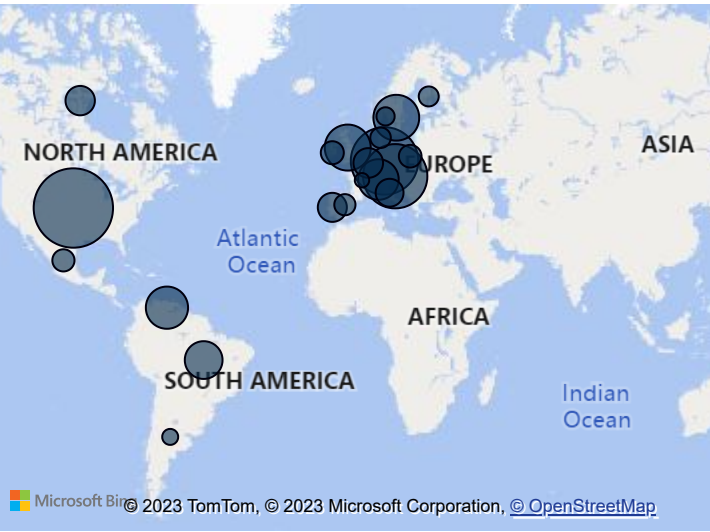 ASIA
NORTH AMERICA
EUROPE
Atlantic
Ocean
AFRICA
SOUTH AMERICA
Indian
Ocean
Microsoft Bing
© 2023 TomTom, © 2023 Microsoft Corporation, © OpenStreetMap